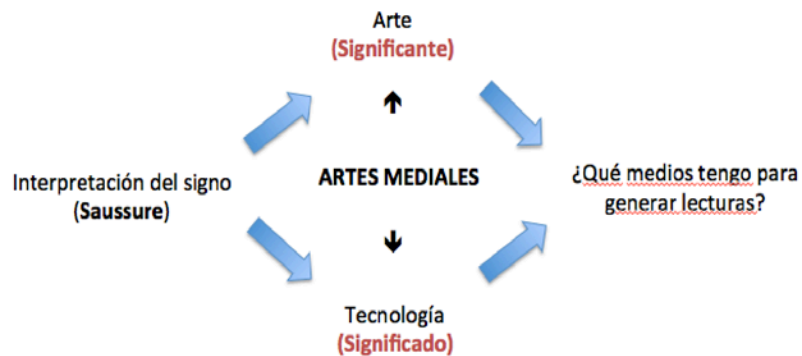 Arte
(Significante)
Interpretación del signo
(Saussure)
ARTES MEDIALES
¿Qué medios tengo para
generar lecturas?
Tecnología
(Significado)